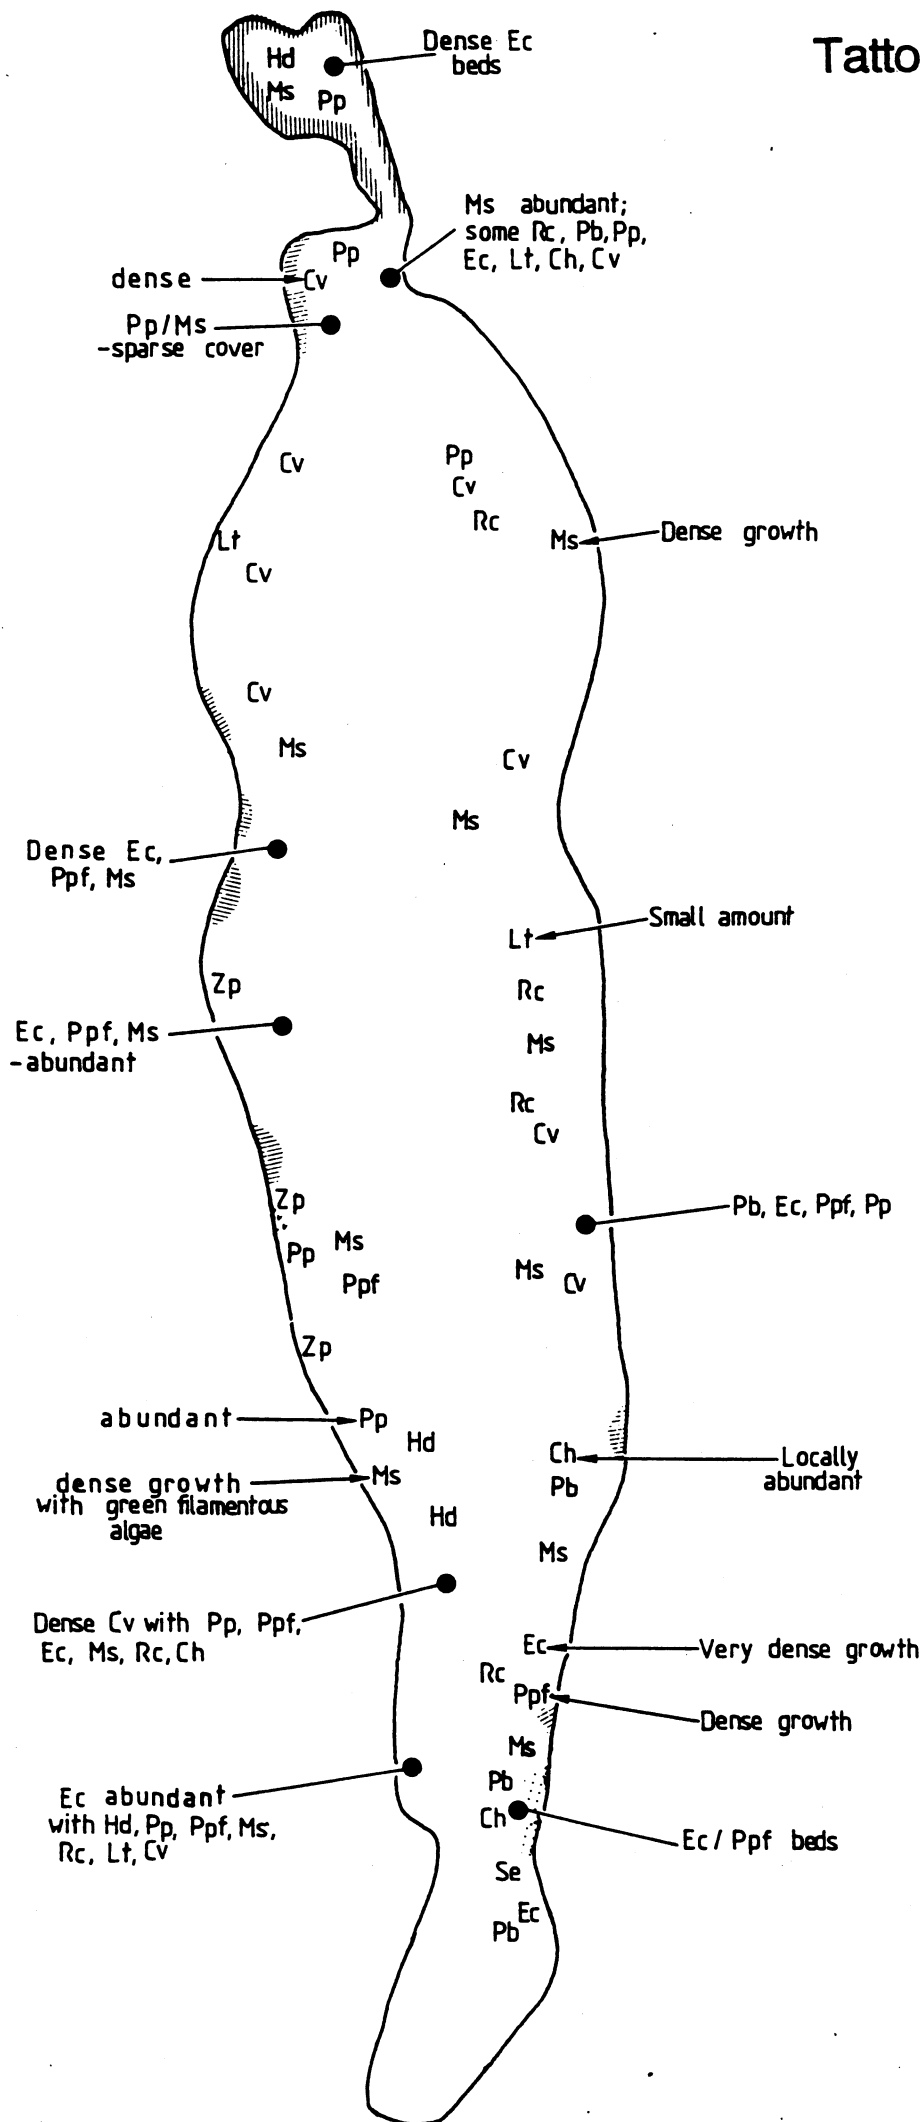 Tatto
Dense Ec
beds
Hd
Ms
Pp
Ms abundant;
some Rc, Pb, Pp,
Ec, Lt, Ch, Cv
Pp
dense
Cv
Pp/Ms
-sparse cover
Cv
Pp
Cv
Rc
Lt
Ms
Dense growth
Cv
Cv
Ms
Cv
Ms
Dense Ec,
Ppf, Ms
Small amount
Lt
Zp
Rc
Ec, Ppf, Ms
-abundant
Ms
Rc
Cv
Zp
Pb, Ec, Ppf, Pp
Pp
Ms
Ppf
Ms
Cv
Zp
abundant
Pp
Hd
Ch
Locally
abundant
dense growth
with green filamentous
algae
Ms
Pb
Hd
Ms
Dense Cv with Pp, Ppf,
Ec, Ms, Rc, Ch
Ec
Very dense growth
Rc
Ppf
Dense growth
Ms
Pb
Ec abundant
with Hd, Pp, Ppf, Ms,
Rc, Lt, Cv
Ch
Ec/Ppf beds
Se
Ec
Pb